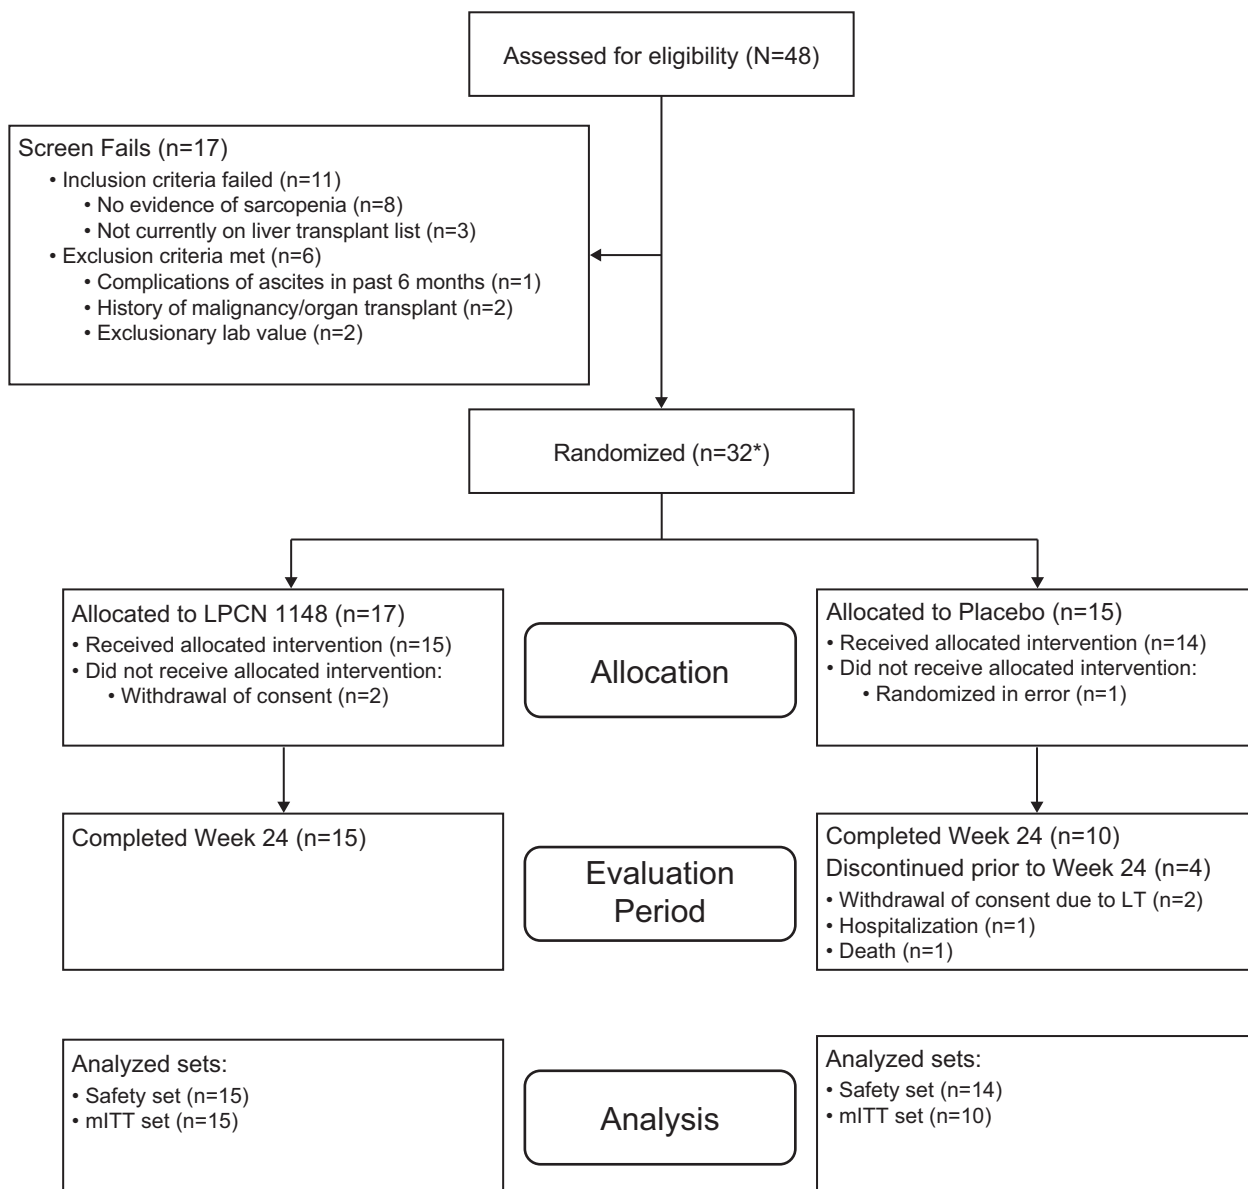 Assessed for eligibility (N=48)
Screen Fails (n=17)
• Inclusion criteria failed (n=11)
• No evidence of sarcopenia (n=8)
• Not currently on liver transplant list (n=3)
• Exclusion criteria met (n=6)
• Complications of ascites in past 6 months (n=1)
• History of malignancy/organ transplant (n=2)
• Exclusionary lab value (n=2)
Randomized (n=32*)
Allocated to LPCN 1148 (n=17)
• Received allocated intervention (n=15)
• Did not receive allocated intervention:
• Withdrawal of consent (n=2)
Allocation
Allocated to Placebo (n=15)
• Received allocated intervention (n=14)
• Did not receive allocated intervention:
• Randomized in error (n=1)
Completed Week 24 (n=15)
Evaluation
Period
Completed Week 24 (n=10)
Discontinued prior to Week 24 (n=4)
• Withdrawal of consent due to LT (n=2)
• Hospitalization (n=1)
• Death (n=1)
Analyzed sets:
• Safety set (n=15)
• mITT set (n=15)
Analysis
Analyzed sets:
• Safety set (n=14)
• mITT set (n=10)